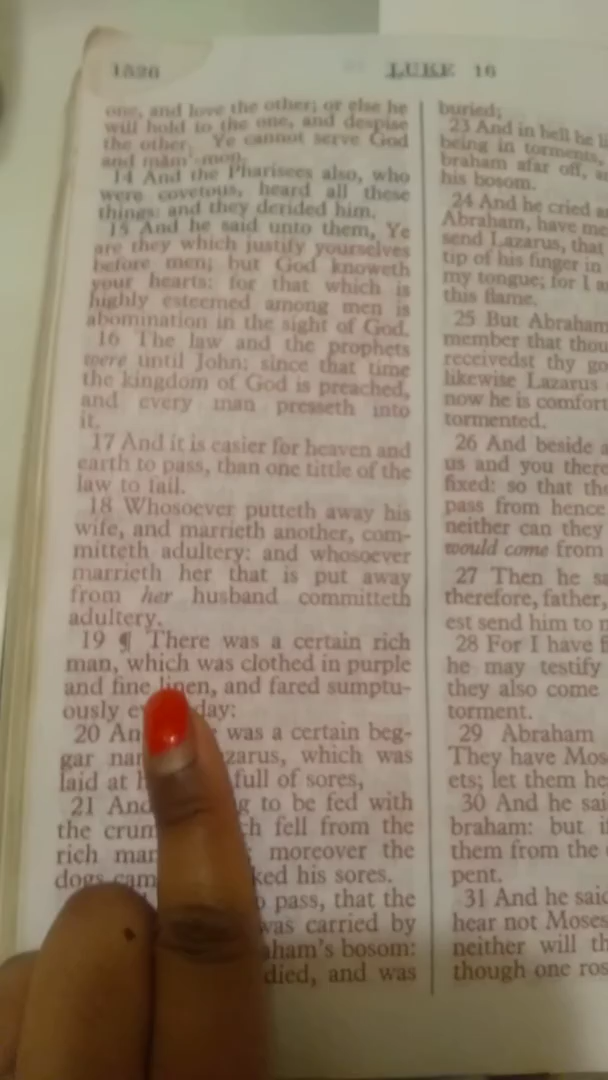 1526 LUKE 16
one, and love the other; or else he
will hold to the one, and despise
the other. Ye cannot serve God
and mam'-mon.
14 And the Pharisees also, who
were covetous, heard all these
things: and they derided him.
15 And he said unto them, Ye
are they which justify yourselves
before men; but God knoweth
your hearts: for that which is
highly esteemed among men is
abomination in the sight of God.
16 The law and the prophets
were until John: since that time
the kingdom of God is preached,
and every man presseth into
it.
17 And it is easier for heaven and
earth to pass, than one tittle of the
law to fail.
18 Whosoever putteth away his
wife, and marrieth another, com-
mitteth adultery: and whosoever
marrieth her that is put away
from her husband committeth
adultery.
19 ¶ There was a certain rich
man, which was clothed in purple
and fine linen, and fared sumptu-
ously day:
20 was a certain beg-
gar which was
laid at full of sores,
21 And to be fed with
the fell from the
rich moreover the
dogs his sores.
pass, that the
was carried by
bosom:
died, and was
buried;
23 And in hell he
being in torments,
afar off,
his bosom.
24 And he cried
Abraham, have
send Lazarus, that
tip of his finger in
my tongue; for I
this flame.
25 But Abraham
member that
receivedst thy
likewise Lazarus
now he is
tormented.
26 And beside
us and you there
fixed: so that
pass from hence
neither can they
would come from
27 Then he
therefore, father,
est send him to
28 For I have
he may testify
they also come
torment.
29 Abraham
They have
ets; let them
30 And he
braham: but
them from the
pent.
31 And he
hear not Moses
neither will
though one